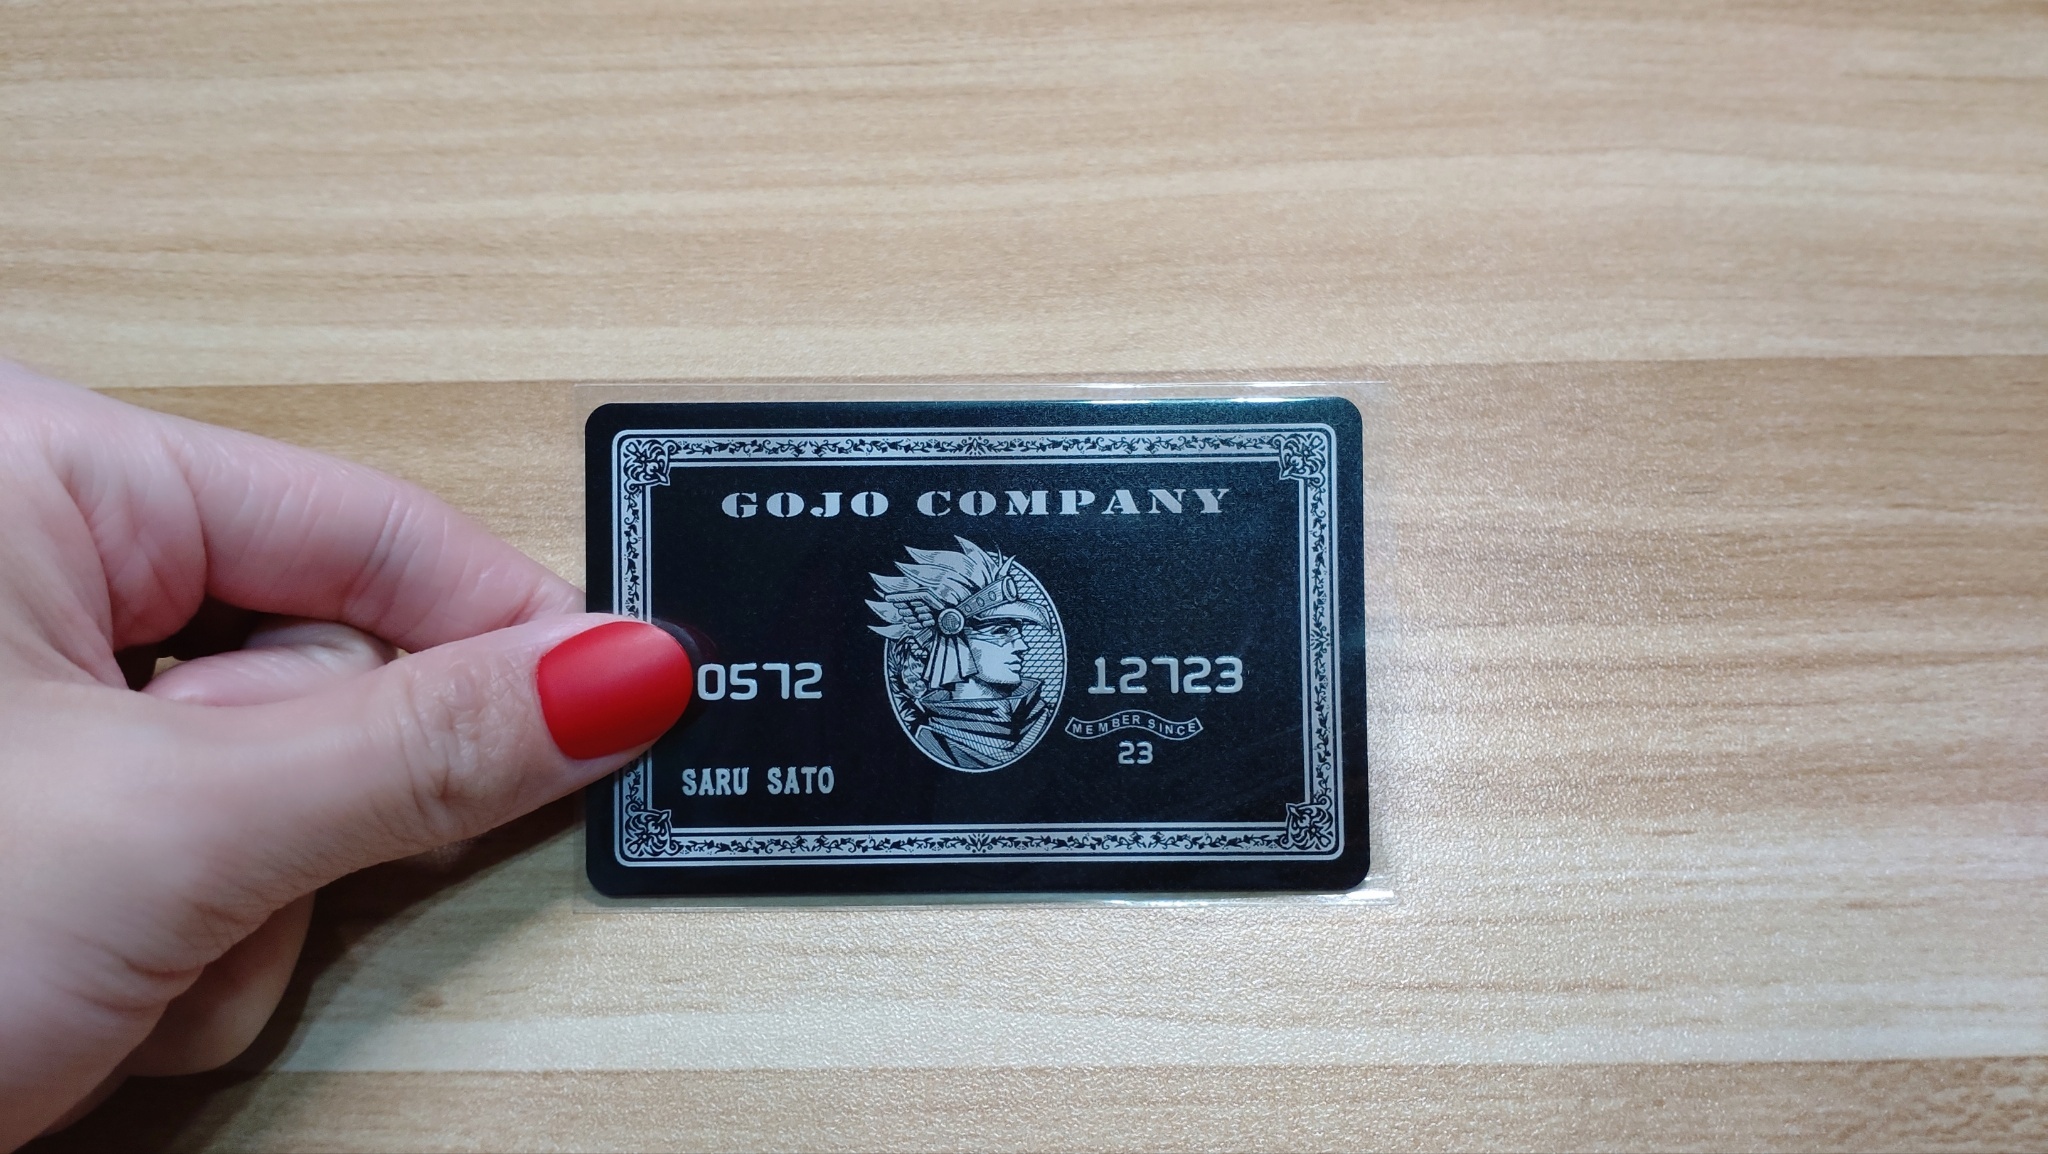 GOJO COMPANY
0572 12723
MEMBER SINCE
23
SARU SATO